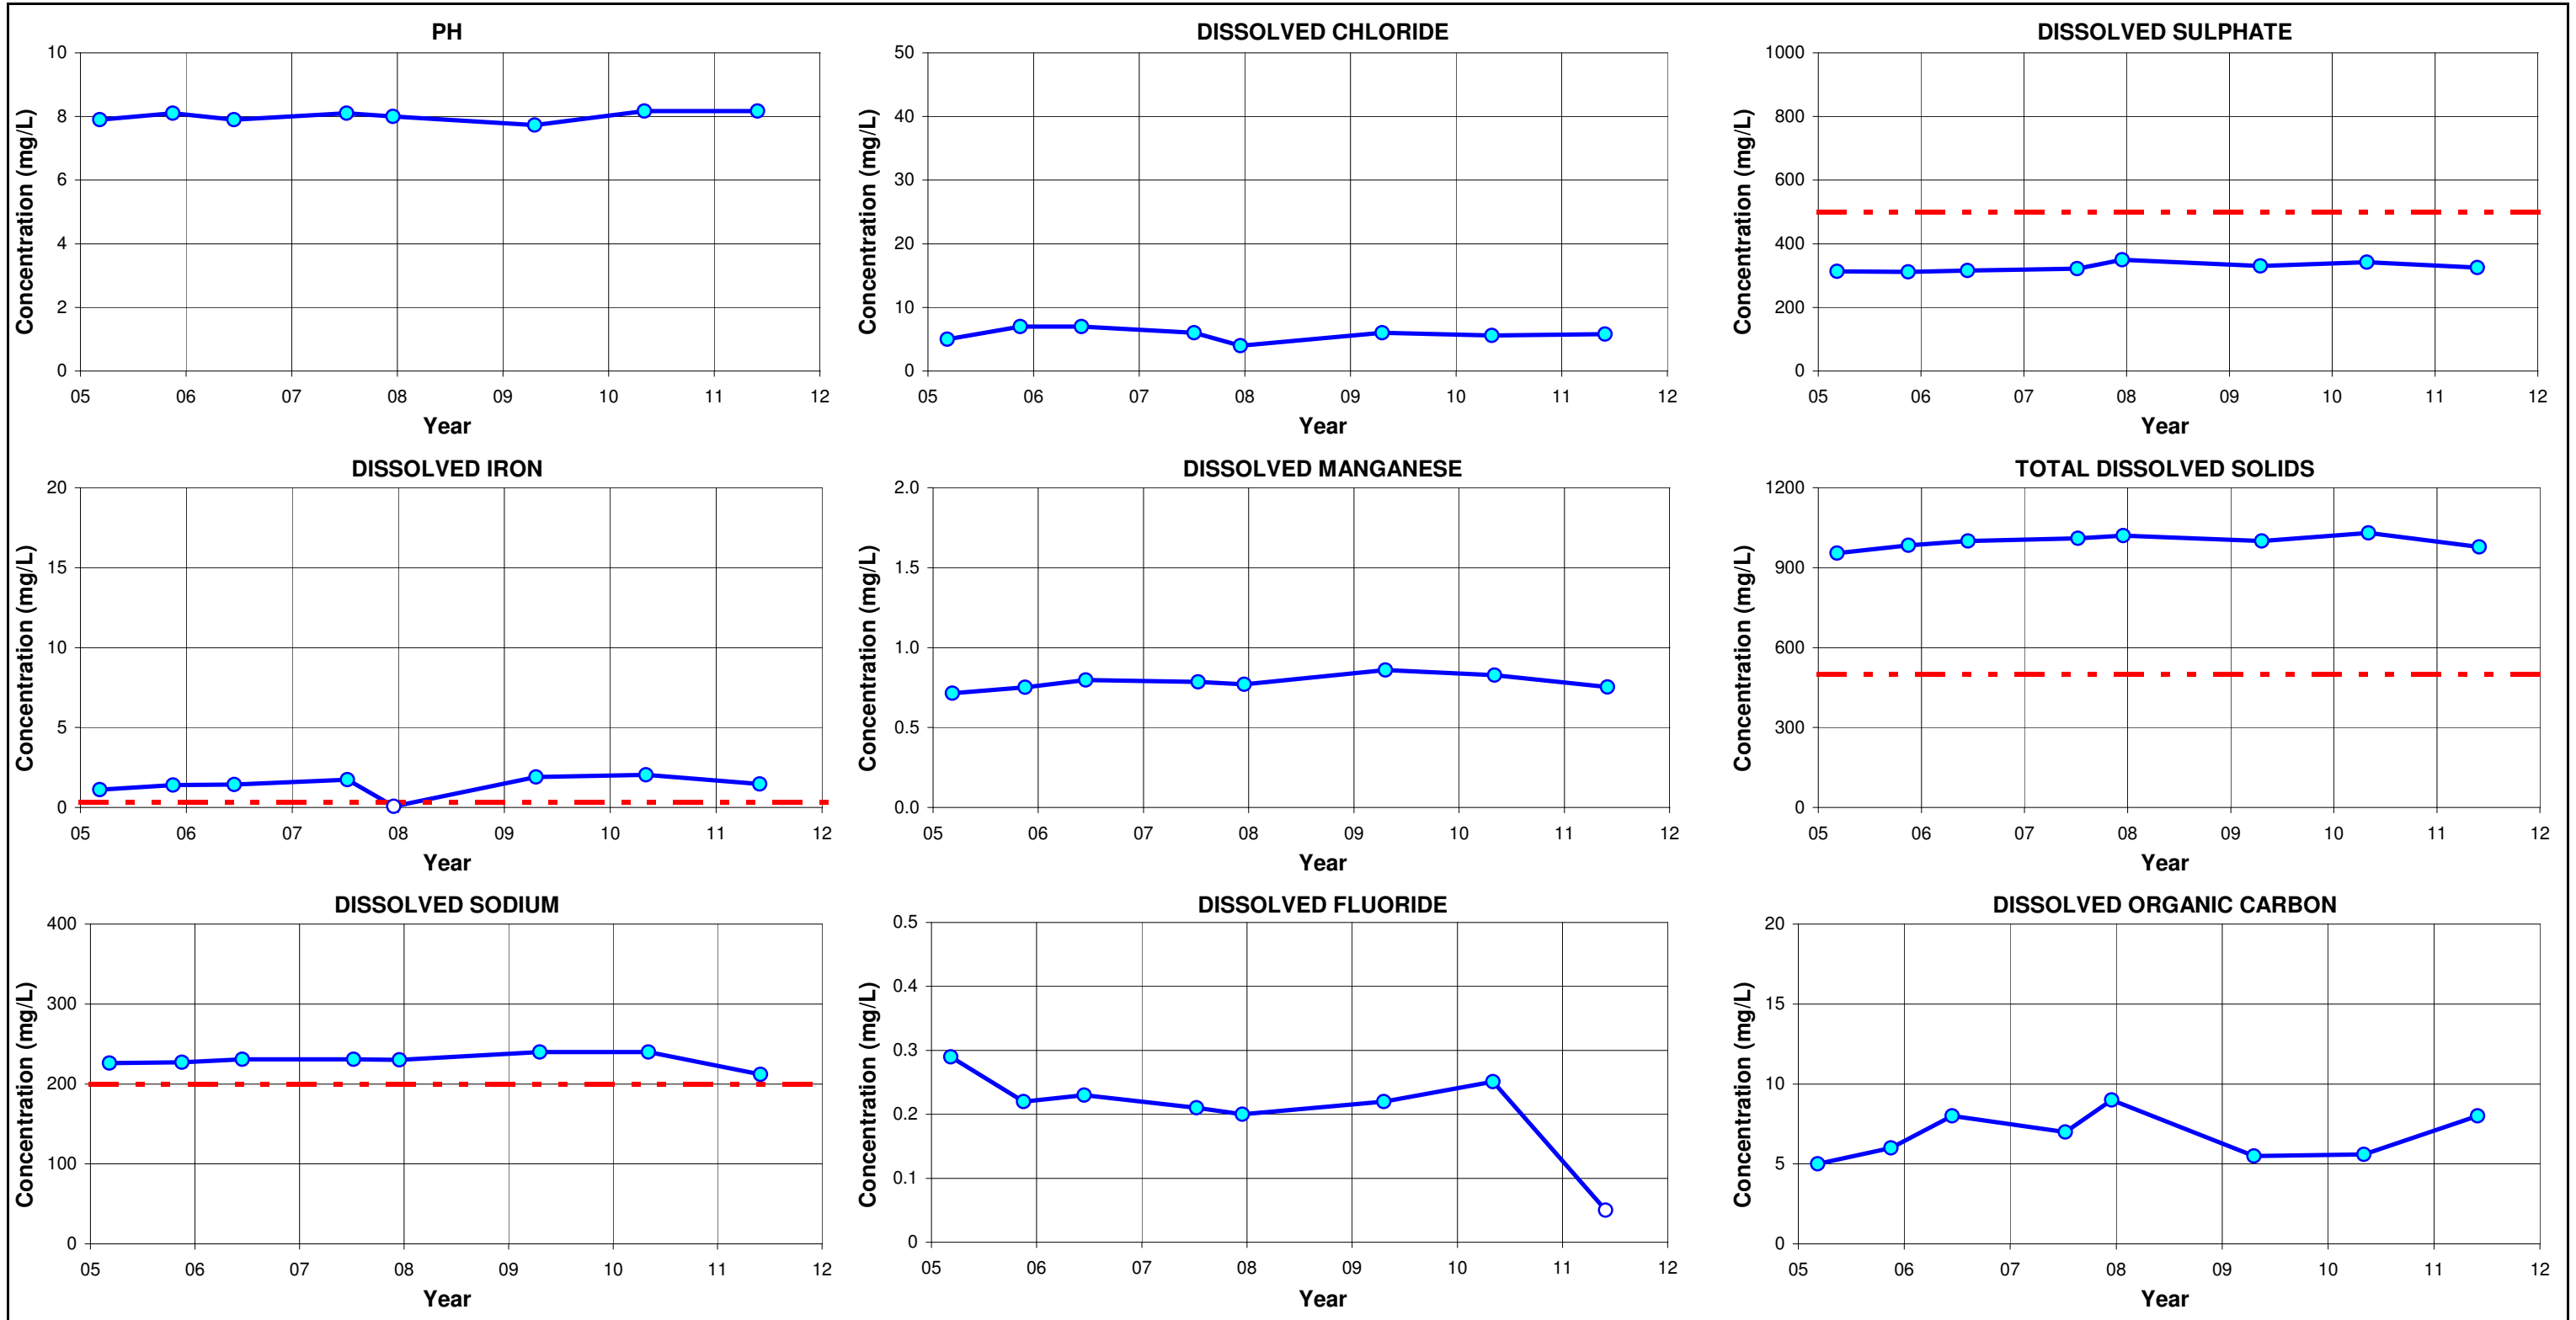 PH
Concentration (mg/L)
10
8
6
4
2
0
05 06 07 08 09 10 11 12
Year
DISSOLVED CHLORIDE
Concentration (mg/L)
50
40
30
20
10
0
05 06 07 08 09 10 11 12
Year
DISSOLVED SULPHATE
Concentration (mg/L)
1000
800
600
400
200
0
05 06 07 08 09 10 11 12
Year
DISSOLVED IRON
Concentration (mg/L)
20
15
10
5
0
05 06 07 08 09 10 11 12
Year
DISSOLVED MANGANESE
Concentration (mg/L)
2.0
1.5
1.0
0.5
0.0
05 06 07 08 09 10 11 12
Year
TOTAL DISSOLVED SOLIDS
Concentration (mg/L)
1200
900
600
300
0
05 06 07 08 09 10 11 12
Year
DISSOLVED SODIUM
Concentration (mg/L)
400
300
200
100
0
05 06 07 08 09 10 11 12
Year
DISSOLVED FLUORIDE
Concentration (mg/L)
0.5
0.4
0.3
0.2
0.1
0
05 06 07 08 09 10 11 12
Year
DISSOLVED ORGANIC CARBON
Concentration (mg/L)
20
15
10
5
0
05 06 07 08 09 10 11 12
Year